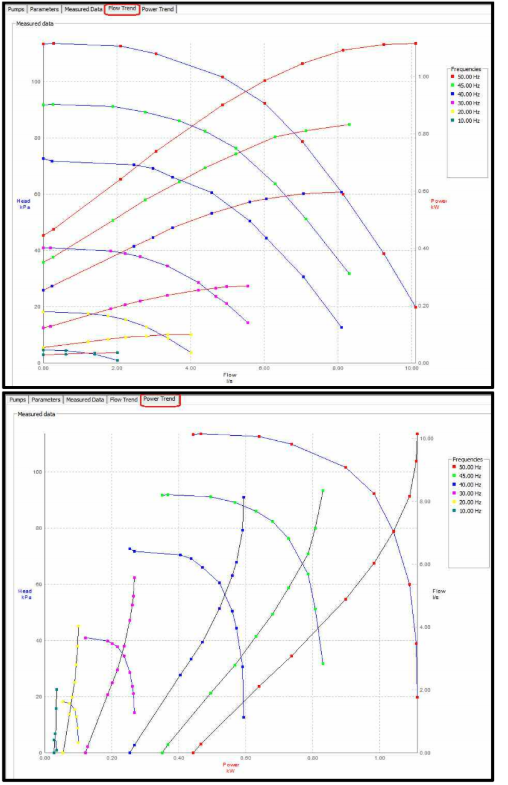 Pumps Parameters Measured Data Flow Trend Power Trend
Measured data
100
80
60
40
20
0
Head
kPa
1.00
0.80
0.60
0.40
0.20
0.00
Power
kW
0.00 2.00 4.00 6.00 8.00 10.00
Flow
l/s
Frequencies
50.00 Hz
45.00 Hz
40.00 Hz
30.00 Hz
20.00 Hz
10.00 Hz
Pumps Parameters Measured Data Flow Trend Power Trend
Measured data
100
80
60
40
20
0
Head
kPa
10.00
8.00
6.00
4.00
2.00
0.00
Flow
l/s
0.00 0.20 0.40 0.60 0.80 1.00
Power
kW
Frequencies
50.00 Hz
45.00 Hz
40.00 Hz
30.00 Hz
20.00 Hz
10.00 Hz